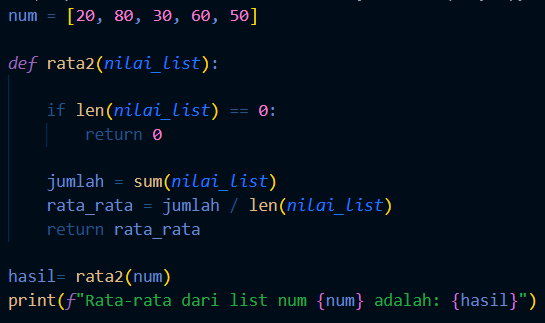 num = [20, 80, 30, 60, 50]
def rata2(nilai_list):
if len(nilai_list) == 0:
return 0
jumlah = sum(nilai_list)
rata_rata = jumlah / len(nilai_list)
return rata_rata
hasil= rata2(num)
print(f"Rata-rata dari list num {num} adalah: {hasil}")